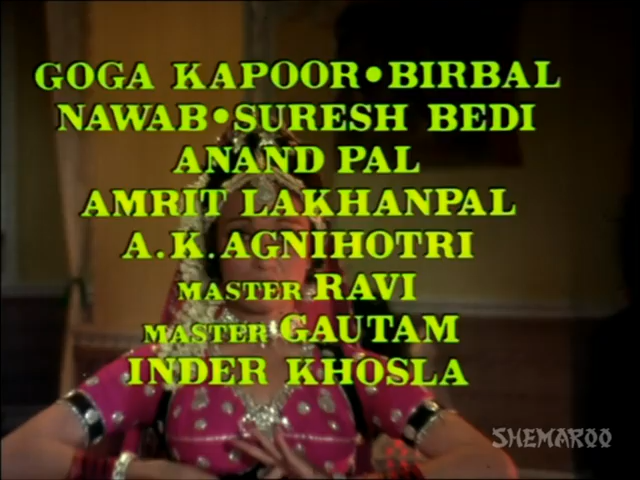 GOGA KAPOOR•BIRBAL
NAWAB•SURESH BEDI
ANAND PAL
AMRIT LAKHANPAL
A.K.AGNIHOTRI
MASTER RAVI
MASTER GAUTAM
INDER KHOSLA
SHEMAROO